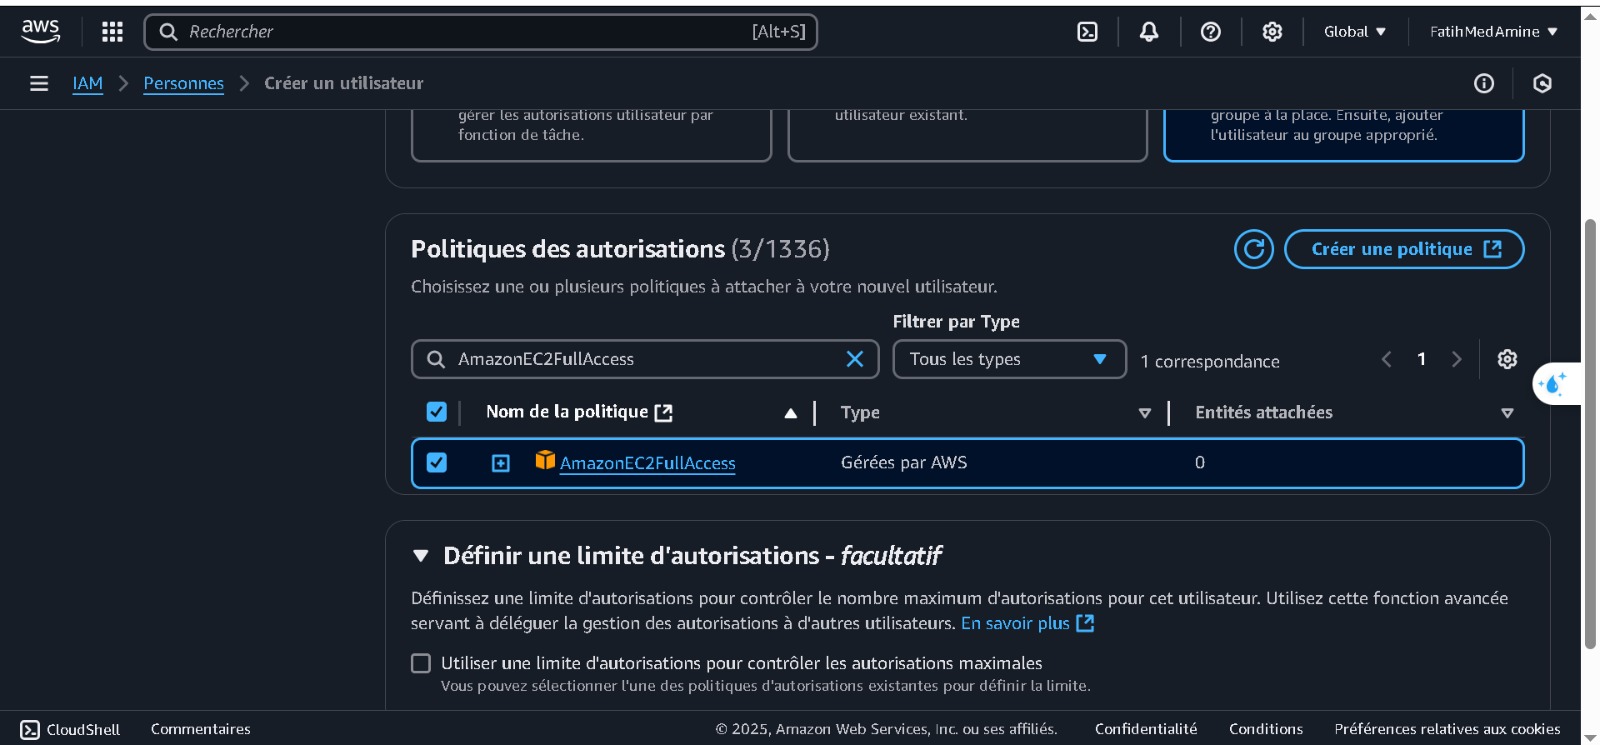 aws
Rechercher [Alt+S]
Global ▼
FatihMedAmine ▼
IAM > Personnes > Créer un utilisateur
gérer les autorisations utilisateur par
fonction de tâche.
utilisateur existant.
groupe à la place. Ensuite, ajouter
l'utilisateur au groupe approprié.
Politiques des autorisations (3/1336)
Créer une politique
Choisissez une ou plusieurs politiques à attacher à votre nouvel utilisateur.
Filtrer par Type
AmazonEC2FullAccess
Tous les types
1 correspondance
1
Nom de la politique
Type
Entités attachées
AmazonEC2FullAccess
Gérées par AWS
0
Définir une limite d'autorisations - facultatif
Définissez une limite d'autorisations pour contrôler le nombre maximum d'autorisations pour cet utilisateur. Utilisez cette fonction avancée
servant à déléguer la gestion des autorisations à d'autres utilisateurs. En savoir plus
Utiliser une limite d'autorisations pour contrôler les autorisations maximales
Vous pouvez sélectionner l'une des politiques d'autorisations existantes pour définir la limite.
CloudShell
Commentaires
© 2025, Amazon Web Services, Inc. ou ses affiliés.
Confidentialité
Conditions
Préférences relatives aux cookies